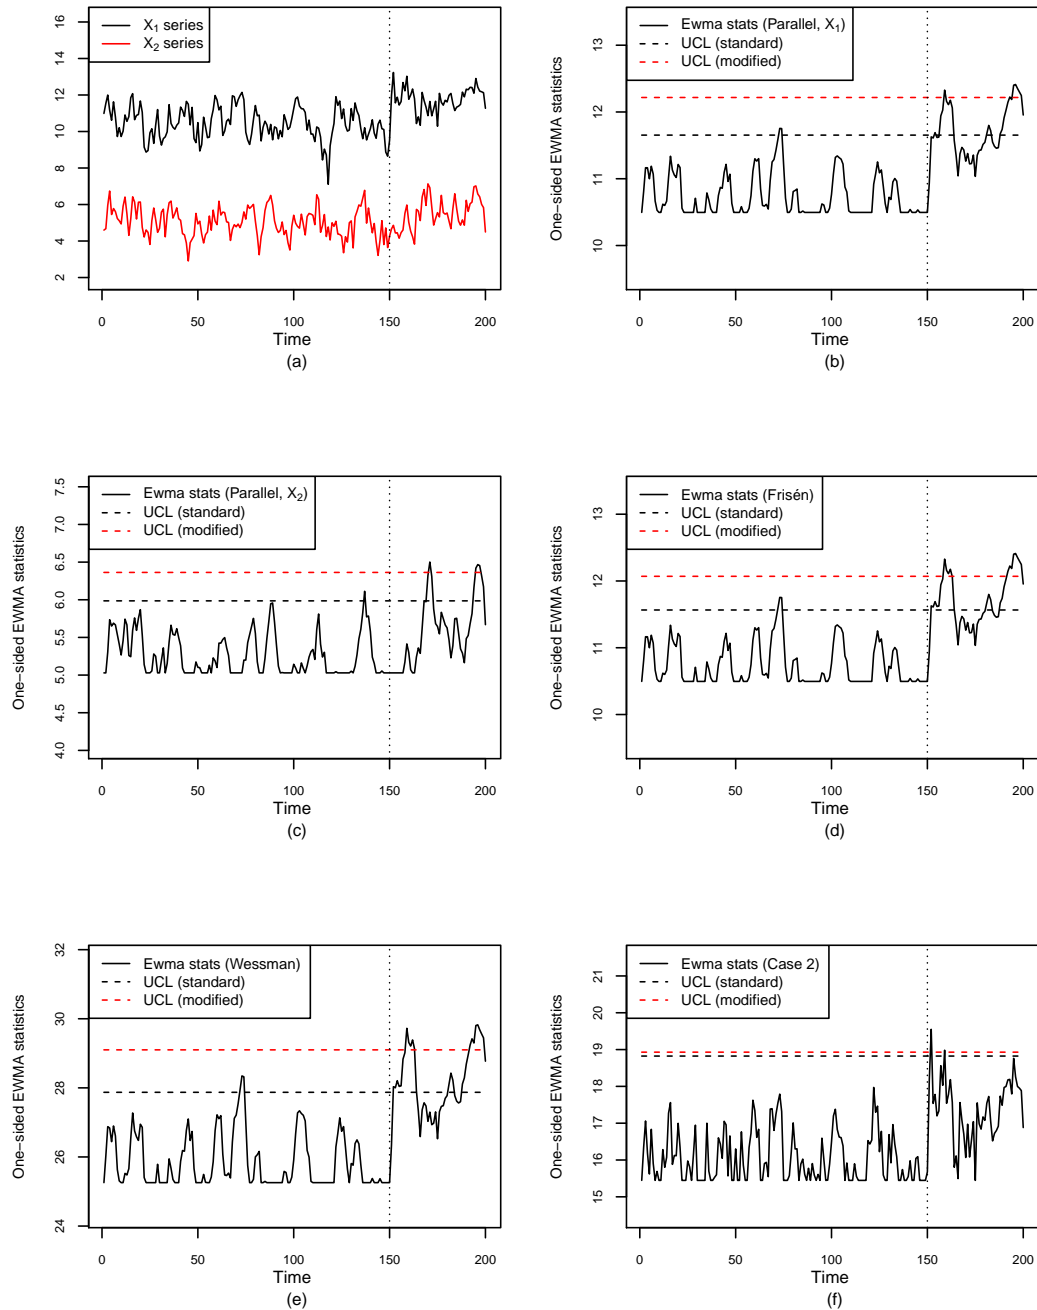 X1 series
X2 series
16
14
12
10
8
6
4
2
0 50 100 150 200
Time
(a)
Ewma stats (Parallel, X1)
UCL (standard)
UCL (modified)
One−sided EWMA statistics
13
12
11
10
0 50 100 150 200
Time
(b)
Ewma stats (Parallel, X2)
UCL (standard)
UCL (modified)
One−sided EWMA statistics
7.5
7.0
6.5
6.0
5.5
5.0
4.5
4.0
0 50 100 150 200
Time
(c)
Ewma stats (Frisén)
UCL (standard)
UCL (modified)
One−sided EWMA statistics
13
12
11
10
0 50 100 150 200
Time
(d)
Ewma stats (Wessman)
UCL (standard)
UCL (modified)
One−sided EWMA statistics
32
30
28
26
24
0 50 100 150 200
Time
(e)
Ewma stats (Case 2)
UCL (standard)
UCL (modified)
One−sided EWMA statistics
21
20
19
18
17
16
15
0 50 100 150 200
Time
(f)